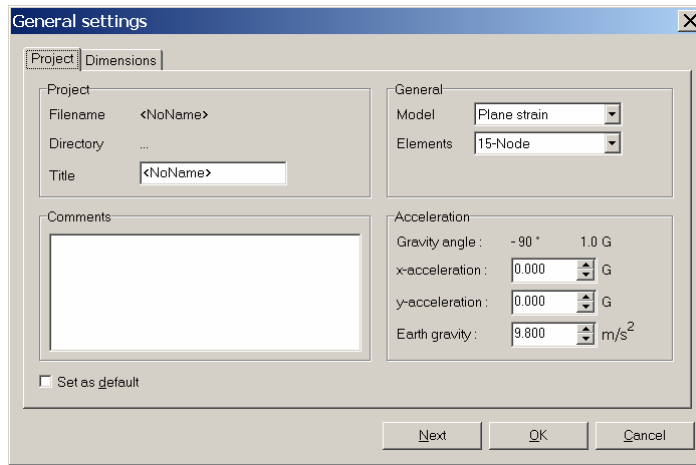 General settings
Project Dimensions
Project
Filename <NoName>
Directory ...
Title <NoName>
General
Model Plane strain
Elements 15-Node
Comments
Acceleration
Gravity angle : - 90 ° 1.0 G
x-acceleration : 0.000 G
y-acceleration : 0.000 G
Earth gravity : 9.800 m/s²
Set as default
Next OK Cancel